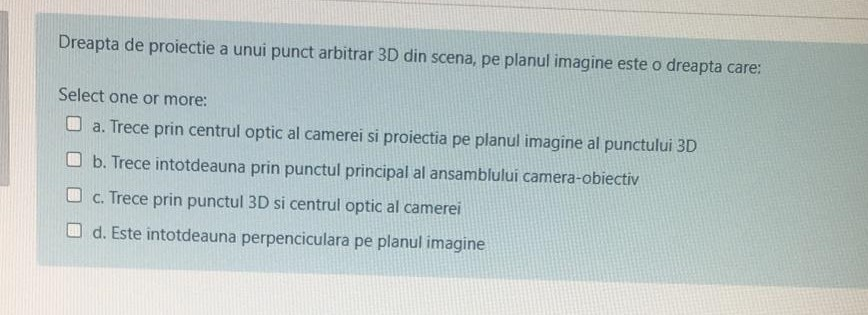 Dreapta de proiectie a unui punct arbitrar 3D din scena, pe planul imagine este o dreapta care:
Select one or more:
a. Trece prin centrul optic al camerei si proiectia pe planul imagine al punctului 3D
b. Trece intotdeauna prin punctul principal al ansamblului camera-obiectiv
c. Trece prin punctul 3D si centrul optic al camerei
d. Este intotdeauna perpenciculara pe planul imagine